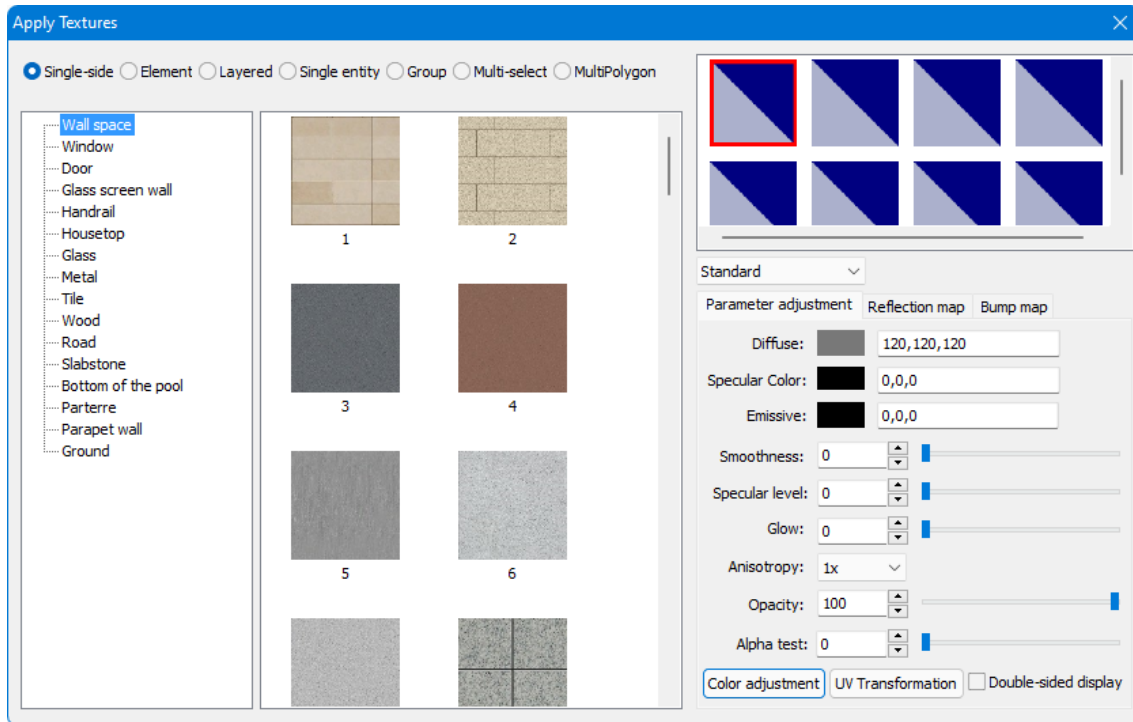 Apply Textures
Single-side Element Layered Single entity Group Multi-select MultiPolygon
Wall space
Window
Door
Glass screen wall
Handrail
Housetop
Glass
Metal
Tile
Wood
Road
Slabstone
Bottom of the pool
Parterre
Parapet wall
Ground
1 2
3 4
5 6
Standard
Parameter adjustment Reflection map Bump map
Diffuse: 120,120,120
Specular Color: 0,0,0
Emissive: 0,0,0
Smoothness: 0
Specular level: 0
Glow: 0
Anisotropy: 1x
Opacity: 100
Alpha test: 0
Color adjustment UV Transformation Double-sided display